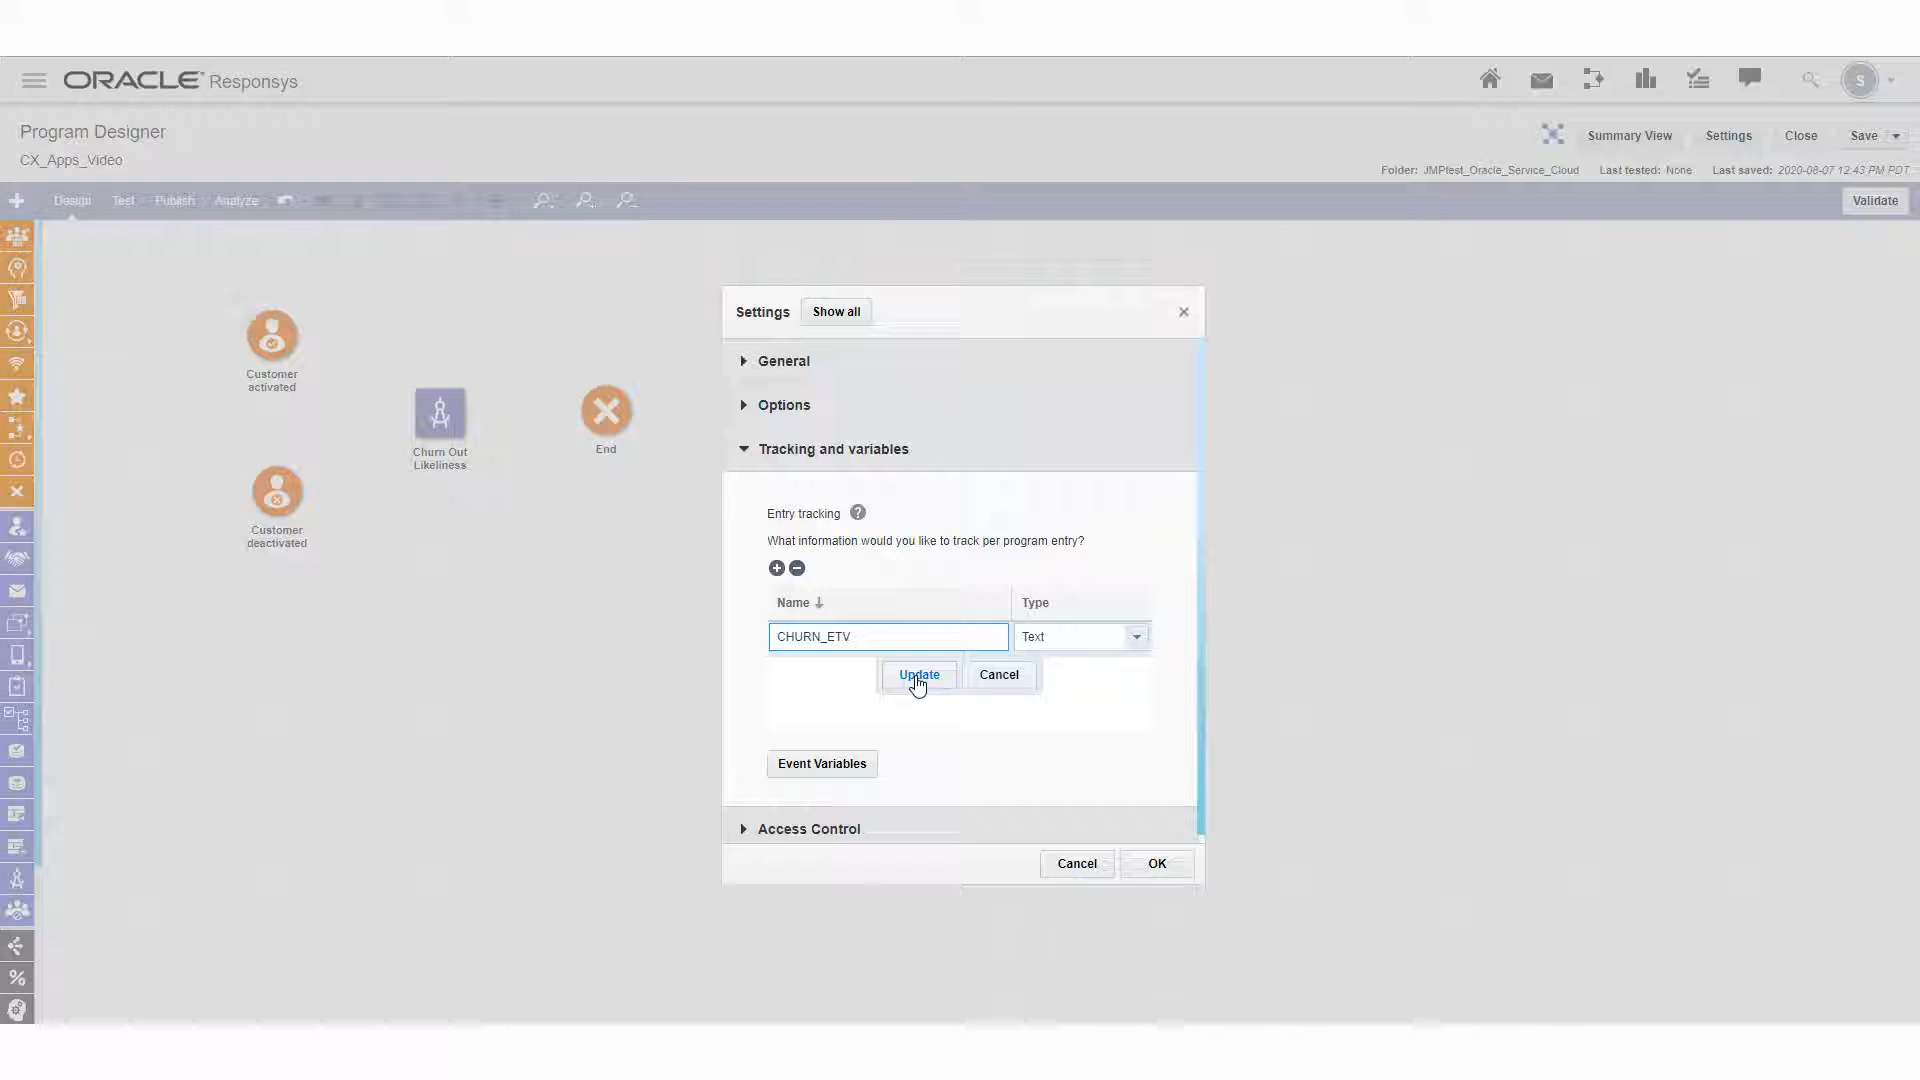 ORACLE Responsys
S
Program Designer
CX_Apps_Video
Summary View
Settings
Close
Save
Folder: JMPtest_Oracle_Service_Cloud
Last tested: None
Last saved: 2020-08-07 12:43 PM PDT
Design
Test
Publish
Analyze
Validate
Customer
activated
Churn Out
Likeliness
End
Customer
deactivated
Settings
Show all
General
Options
Tracking and variables
Entry tracking
What information would you like to track per program entry?
Name
Type
CHURN_ETV
Text
Update
Cancel
Event Variables
Access Control
Cancel
OK